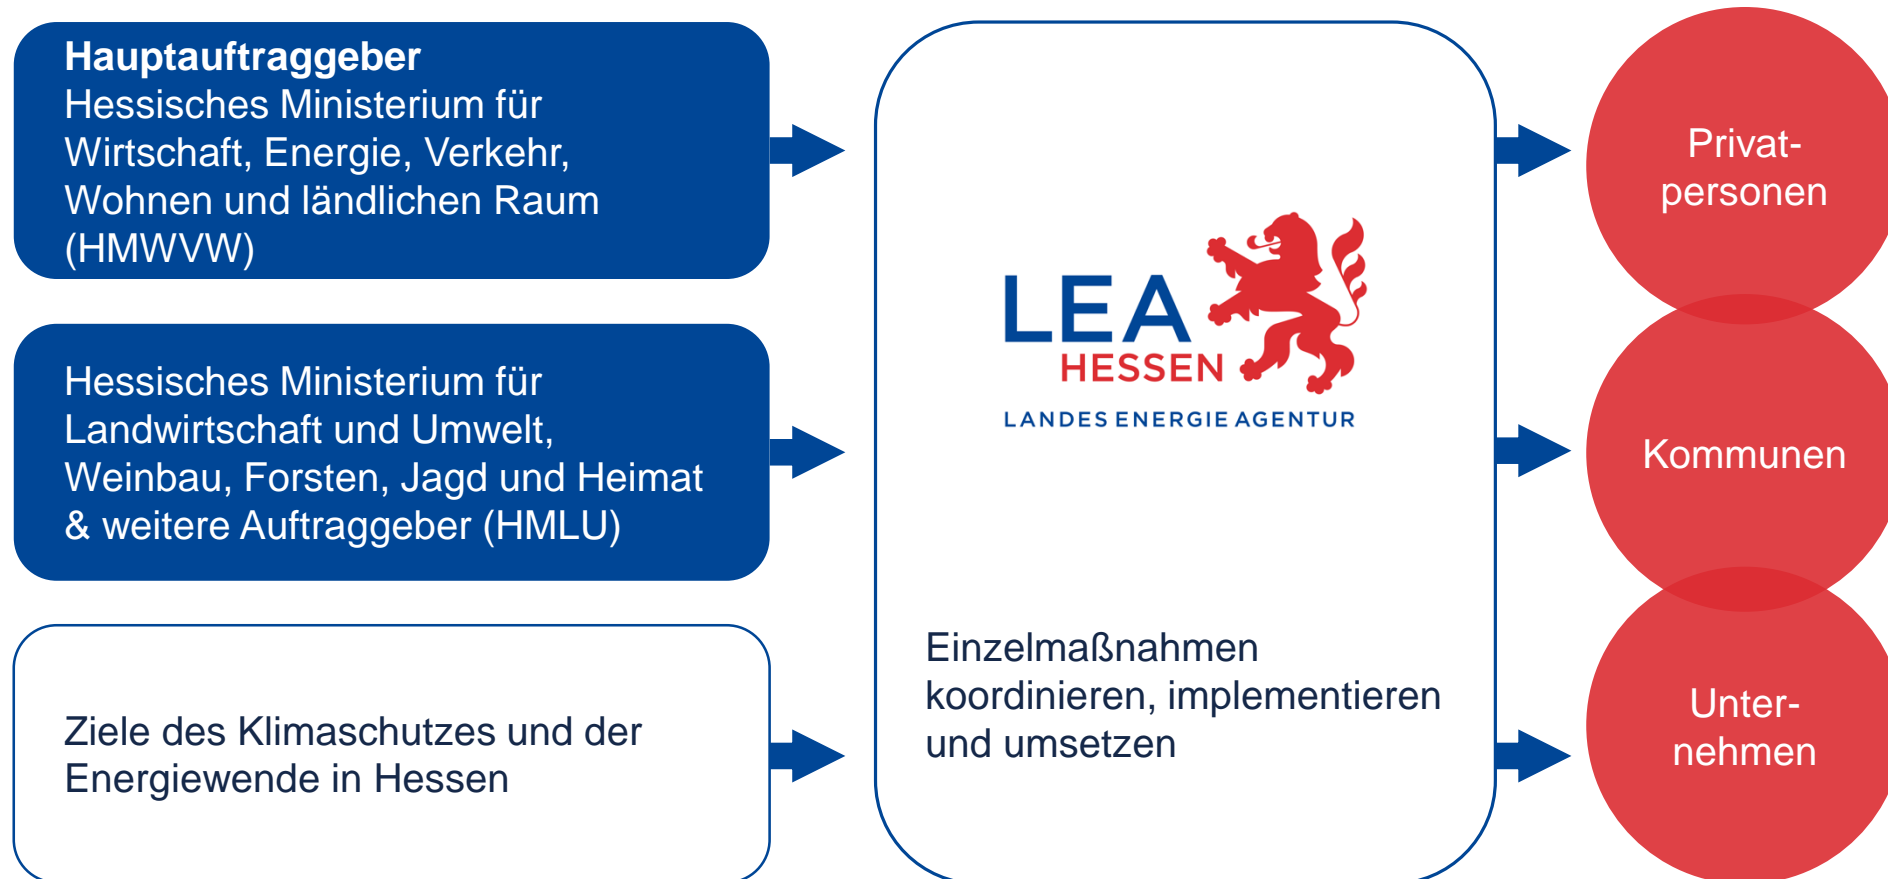 Hauptauftraggeber
Hessisches Ministerium für
Wirtschaft, Energie, Verkehr,
Wohnen und ländlichen Raum
(HMWVW)
Hessisches Ministerium für
Landwirtschaft und Umwelt,
Weinbau, Forsten, Jagd und Heimat
& weitere Auftraggeber (HMLU)
Ziele des Klimaschutzes und der
Energiewende in Hessen
LEA
HESSEN
LANDES ENERGIE AGENTUR
Einzelmaßnahmen
koordinieren, implementieren
und umsetzen
Privat-
personen
Kommunen
Unter-
nehmen